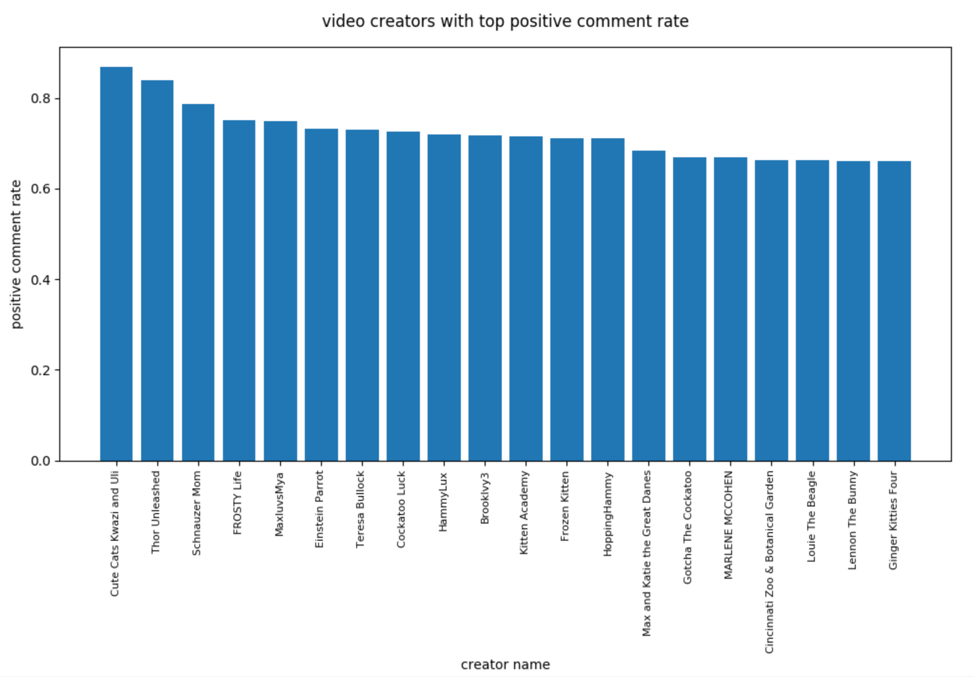 video creators with top positive comment rate
positive comment rate
0.8
0.6
0.4
0.2
0.0
Cute Cats Kwazi and Uli
Thor Unleashed
Schnauzer Mom
FROSTY Life
MaxluvsMya
Einstein Parrot
Teresa Bullock
Cockatoo Luck
HammyLux
BrookIvy3
Kitten Academy
Frozen Kitten
HoppingHammy
Max and Katie the Great Danes
Gotcha The Cockatoo
MARLENE MCCOHEN
Cincinnati Zoo & Botanical Garden
Louie The Beagle
Lennon The Bunny
Ginger Kitties Four
creator name